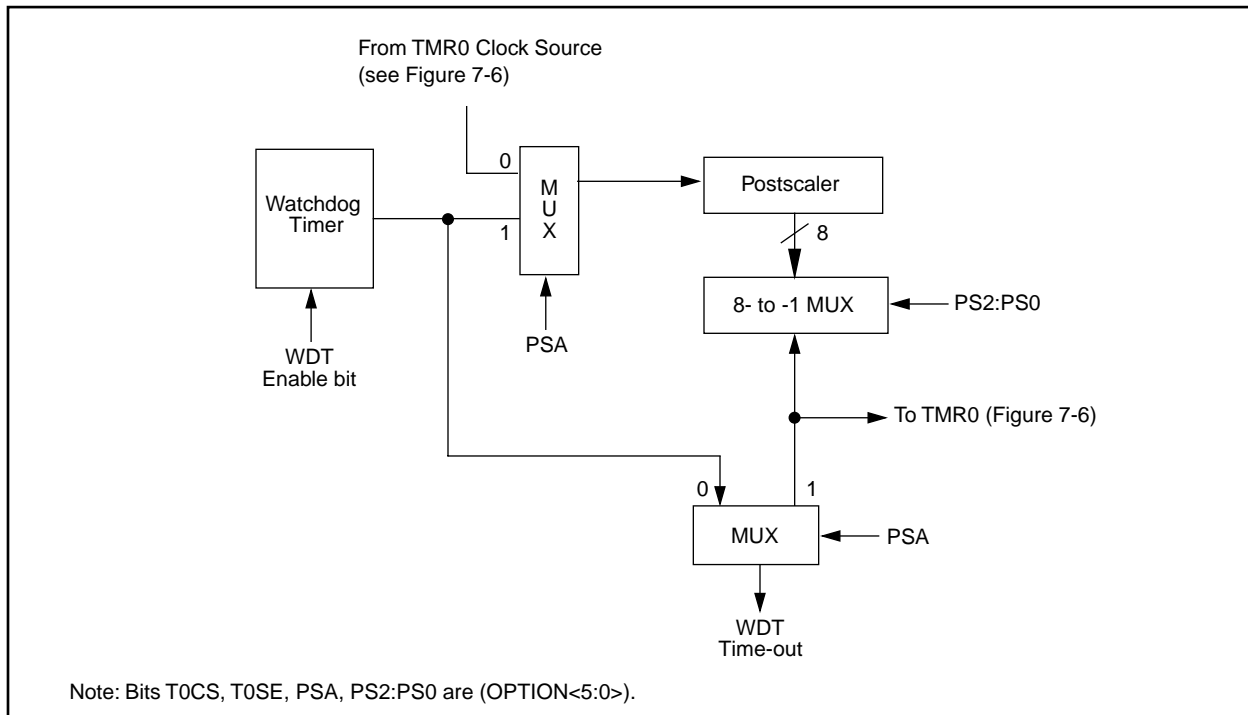 From TMR0 Clock Source
(see Figure 7-6)
0
M
U
X
1
Watchdog
Timer
Postscaler
8
8- to -1 MUX
PS2:PS0
PSA
WDT
Enable bit
To TMR0 (Figure 7-6)
0
1
MUX
PSA
WDT
Time-out
Note: Bits T0CS, T0SE, PSA, PS2:PS0 are (OPTION<5:0>).